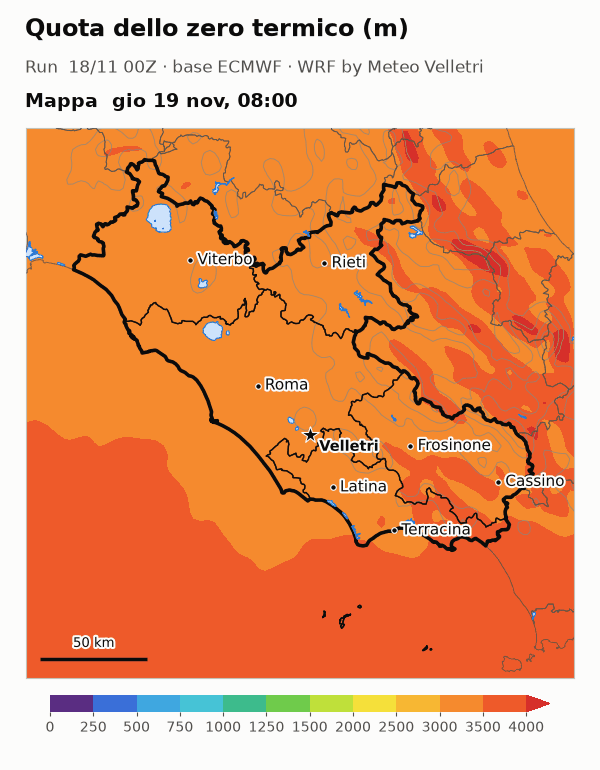 Quota dello zero termico (m)
Run  18/11 00Z · base ECMWF · WRF by Meteo Velletri
Mappa  gio 19 nov, 08:00
Viterbo
Rieti
Roma
Velletri
Frosinone
Cassino
Latina
Terracina
50 km
0 250 500 750 1000 1250 1500 2000 2500 3000 3500 4000